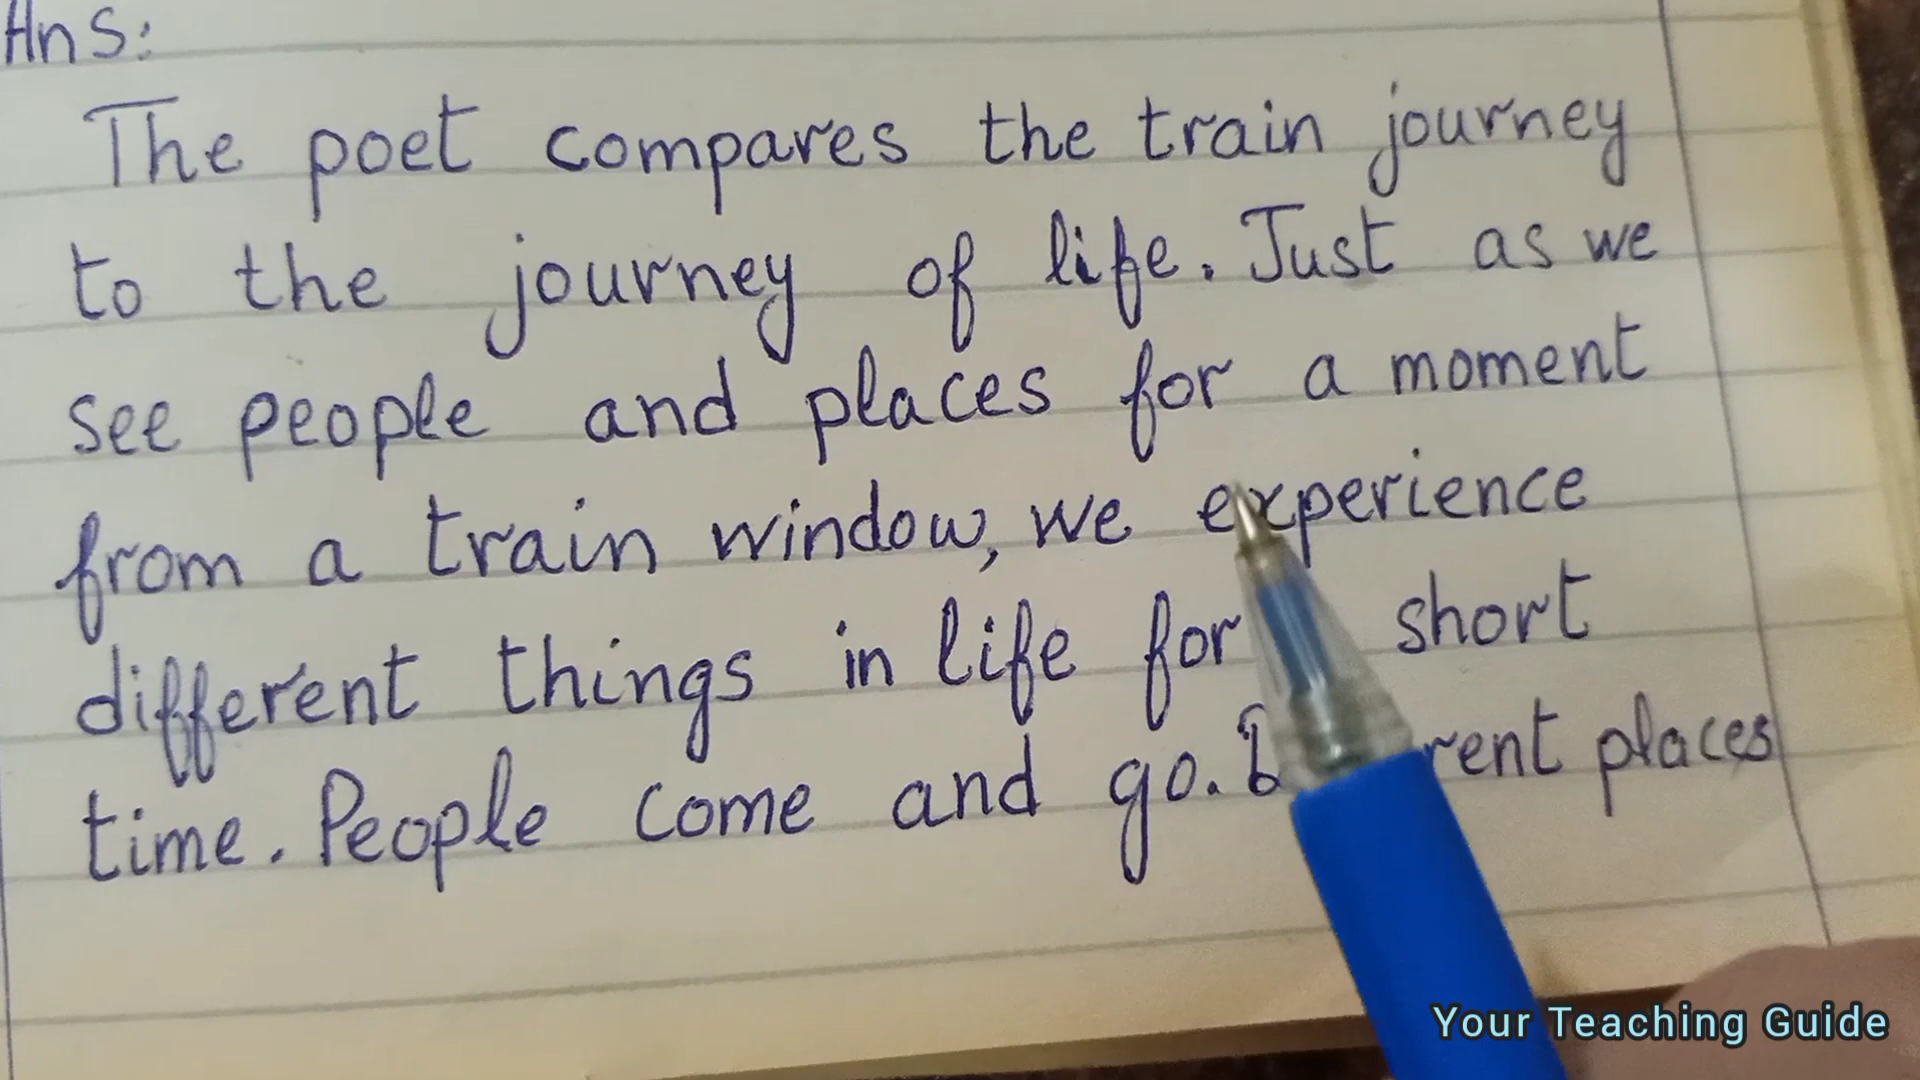 Ans:
The poet compares the train journey
to the journey of life. Just as we
see people and places for a moment
from a train window, we experience
different things in life for short
time. People come and go. places
Your Teaching Guide